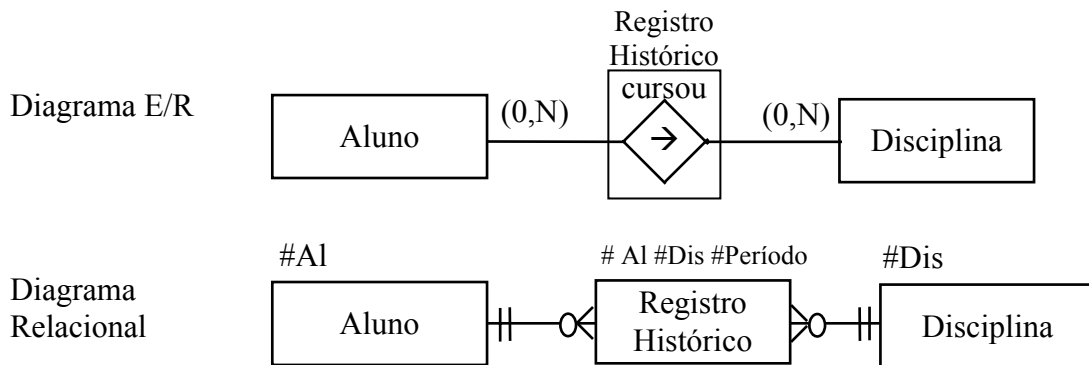 Registro
Histórico
cursou
Diagrama E/R
Aluno
(0,N)
→
(0,N)
Disciplina
#Al
# Al #Dis #Período
#Dis
Diagrama
Relacional
Aluno
Registro
Histórico
Disciplina